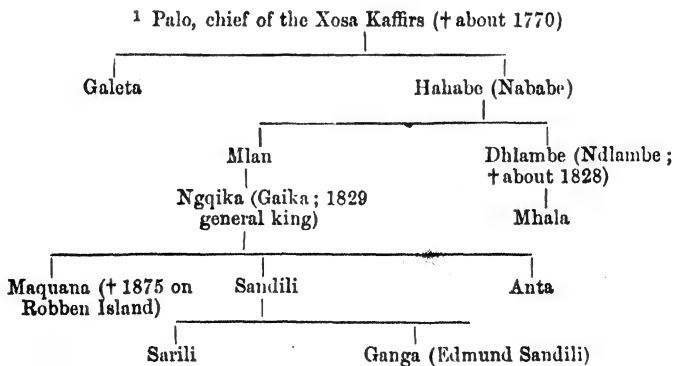 1 Palo, chief of the Xosa Kaffirs († about 1770)
Galeta Hahabe (Nababe)
Mlan Dhlambe (Ndlambe;
† about 1828)
Ngqika (Gaika; 1829
general king) Mhala
Maquana († 1875 on
Robben Island) Sandili Anta
Sarili Ganga (Edmund Sandili)